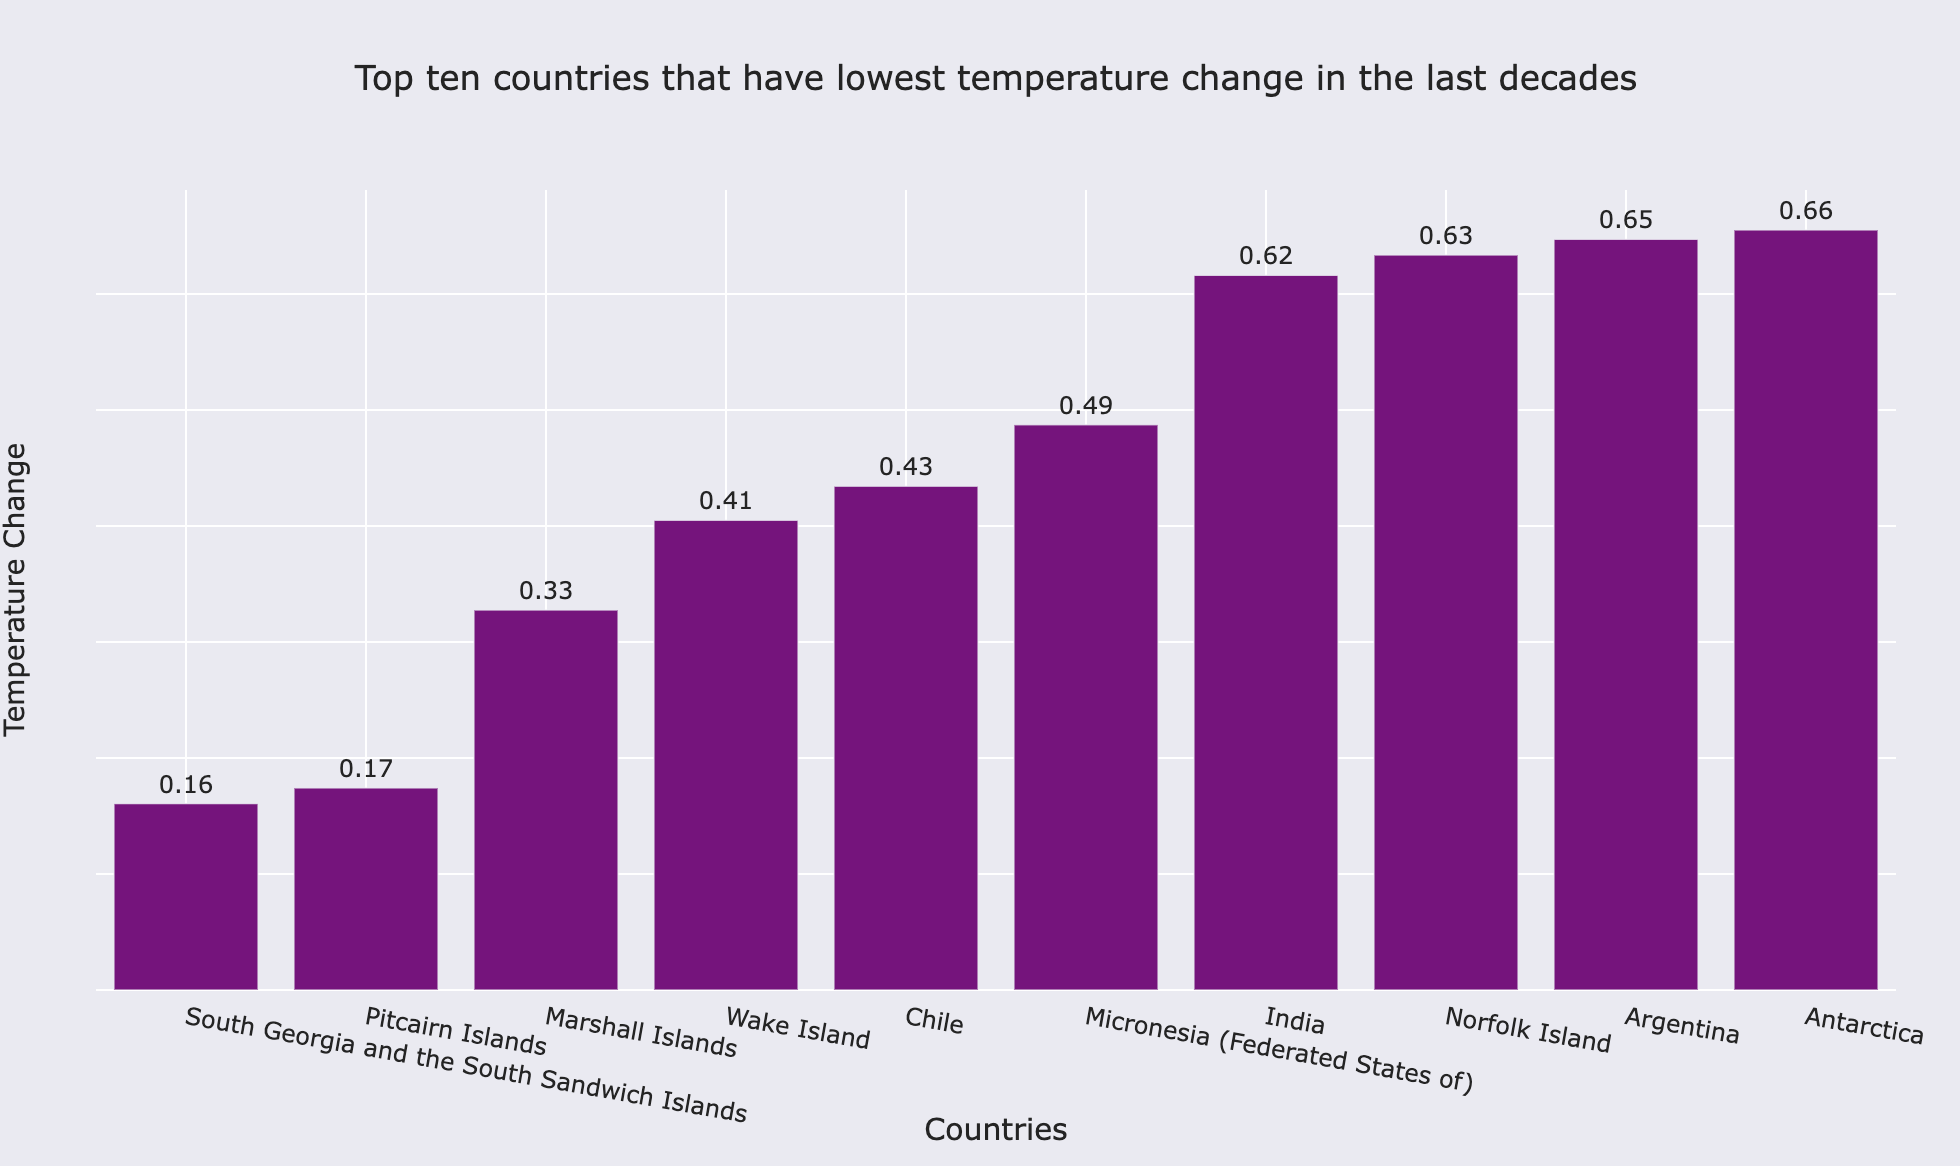 Top ten countries that have lowest temperature change in the last decades
Temperature Change
0.16
0.17
0.33
0.41
0.43
0.49
0.62
0.63
0.65
0.66
South Georgia and the South Sandwich Islands
Pitcairn Islands
Marshall Islands
Wake Island
Chile
Micronesia (Federated States of)
India
Norfolk Island
Argentina
Antarctica
Countries